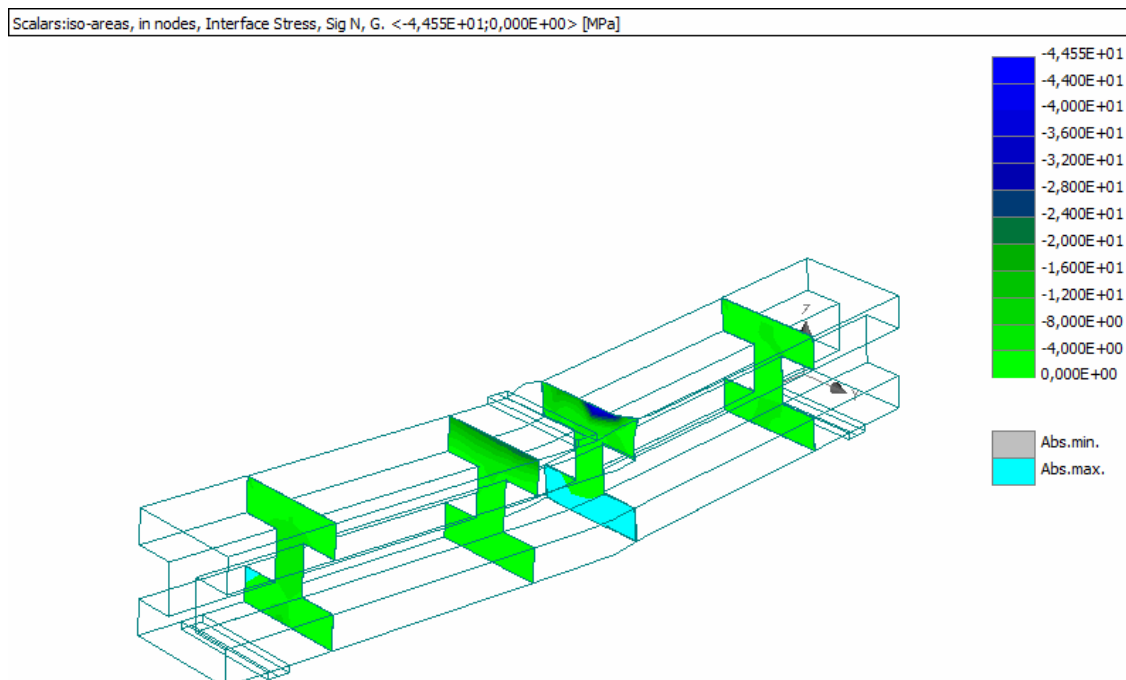 Scalars:iso-areas, in nodes, Interface Stress, Sig N, G. <-4,455E+01;0,000E+00> [MPa]
-4,455E+01
-4,400E+01
-4,000E+01
-3,600E+01
-3,200E+01
-2,800E+01
-2,400E+01
-2,000E+01
-1,600E+01
-1,200E+01
-8,000E+00
-4,000E+00
0,000E+00
Abs.min.
Abs.max.
Z
Y